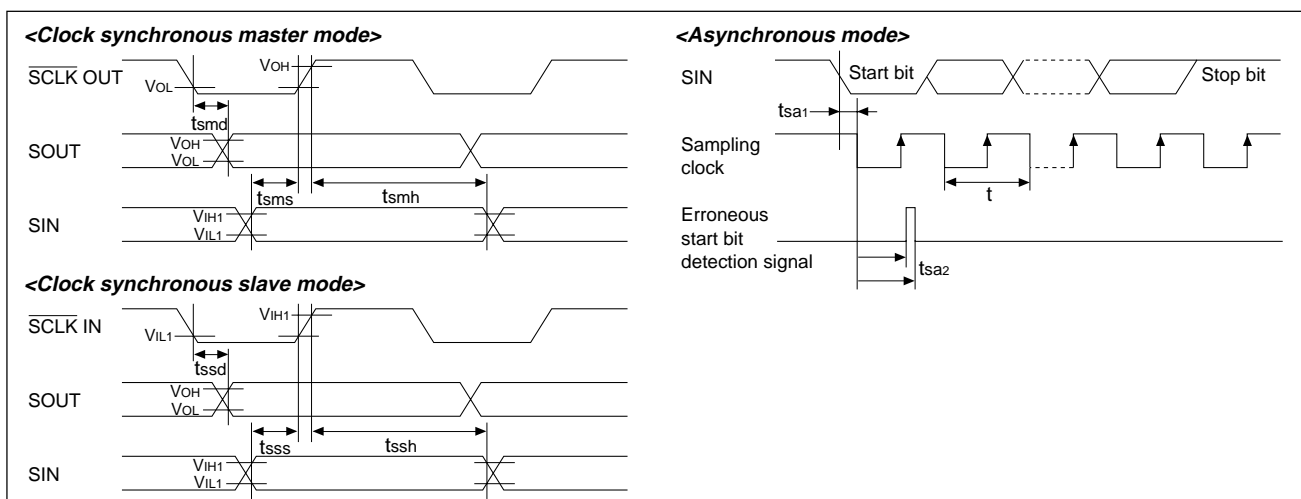 <Clock synchronous master mode>
SCLK OUT
VOH
VOL
tsmd
SOUT
VOH
VOL
tsms
tsmh
SIN
VIH1
VIL1
<Clock synchronous slave mode>
SCLK IN
VIH1
VIL1
tssd
SOUT
VOH
VOL
tsss
tssh
SIN
VIH1
VIL1
<Asynchronous mode>
SIN
Start bit
Stop bit
tsa1
Sampling
clock
t
Erroneous
start bit
detection signal
tsa2